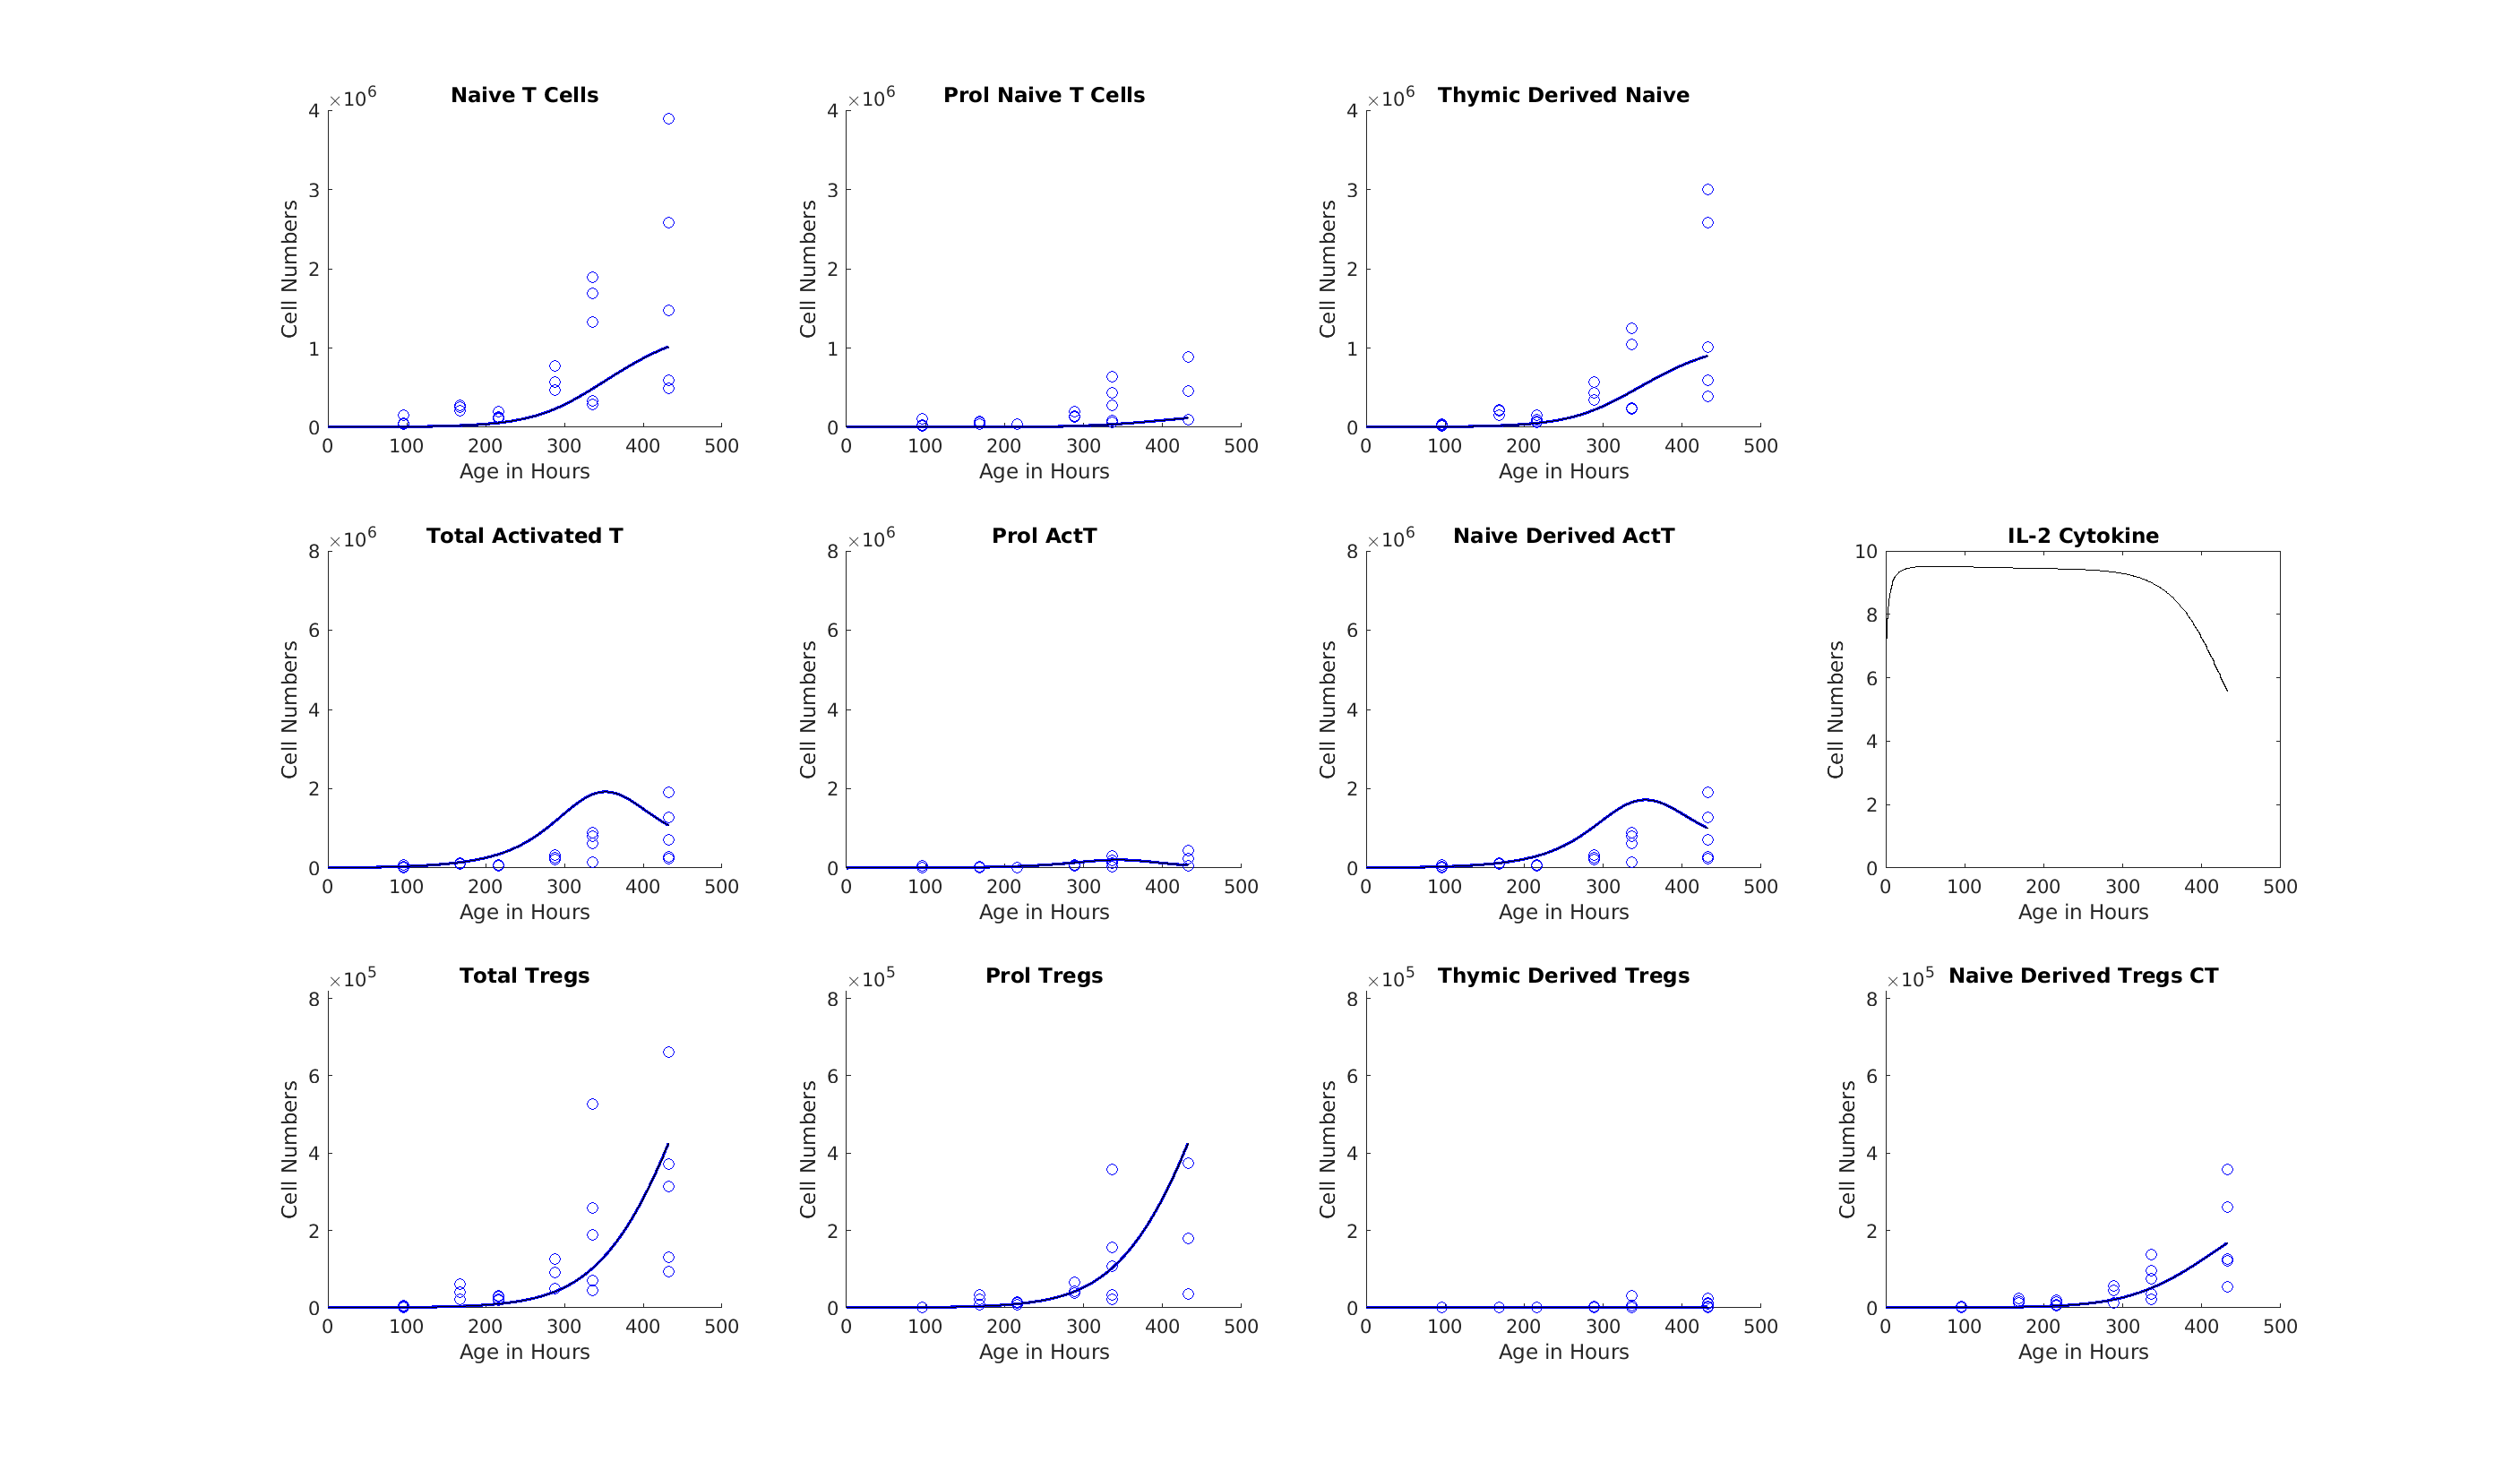 Naive T Cells
×10^6
4
3
2
1
0
0 100 200 300 400 500
Cell Numbers
Age in Hours
Prol Naive T Cells
×10^6
4
3
2
1
0
0 100 200 300 400 500
Cell Numbers
Age in Hours
Thymic Derived Naive
×10^6
4
3
2
1
0
0 100 200 300 400 500
Cell Numbers
Age in Hours
Total Activated T
×10^6
8
6
4
2
0
0 100 200 300 400 500
Cell Numbers
Age in Hours
Prol ActT
×10^6
8
6
4
2
0
0 100 200 300 400 500
Cell Numbers
Age in Hours
Naive Derived ActT
×10^6
8
6
4
2
0
0 100 200 300 400 500
Cell Numbers
Age in Hours
IL-2 Cytokine
10
8
6
4
2
0
0 100 200 300 400 500
Cell Numbers
Age in Hours
Total Tregs
×10^5
8
6
4
2
0
0 100 200 300 400 500
Cell Numbers
Age in Hours
Prol Tregs
×10^5
8
6
4
2
0
0 100 200 300 400 500
Cell Numbers
Age in Hours
Thymic Derived Tregs
×10^5
8
6
4
2
0
0 100 200 300 400 500
Cell Numbers
Age in Hours
Naive Derived Tregs CT
×10^5
8
6
4
2
0
0 100 200 300 400 500
Cell Numbers
Age in Hours